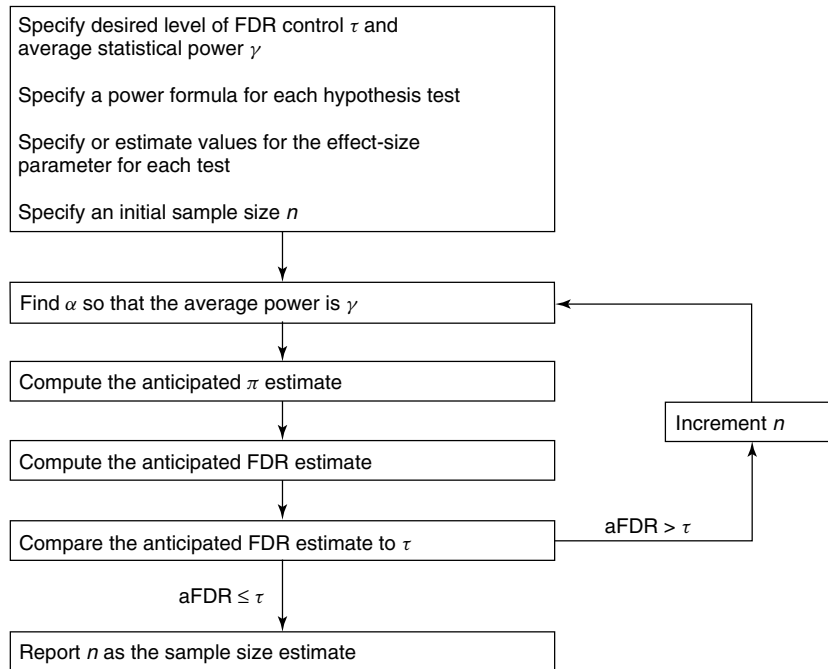 Specify desired level of FDR control τ and
average statistical power γ
Specify a power formula for each hypothesis test
Specify or estimate values for the effect-size
parameter for each test
Specify an initial sample size n
Find α so that the average power is γ
Compute the anticipated π estimate
Increment n
Compute the anticipated FDR estimate
Compare the anticipated FDR estimate to τ
aFDR > τ
aFDR ≤ τ
Report n as the sample size estimate